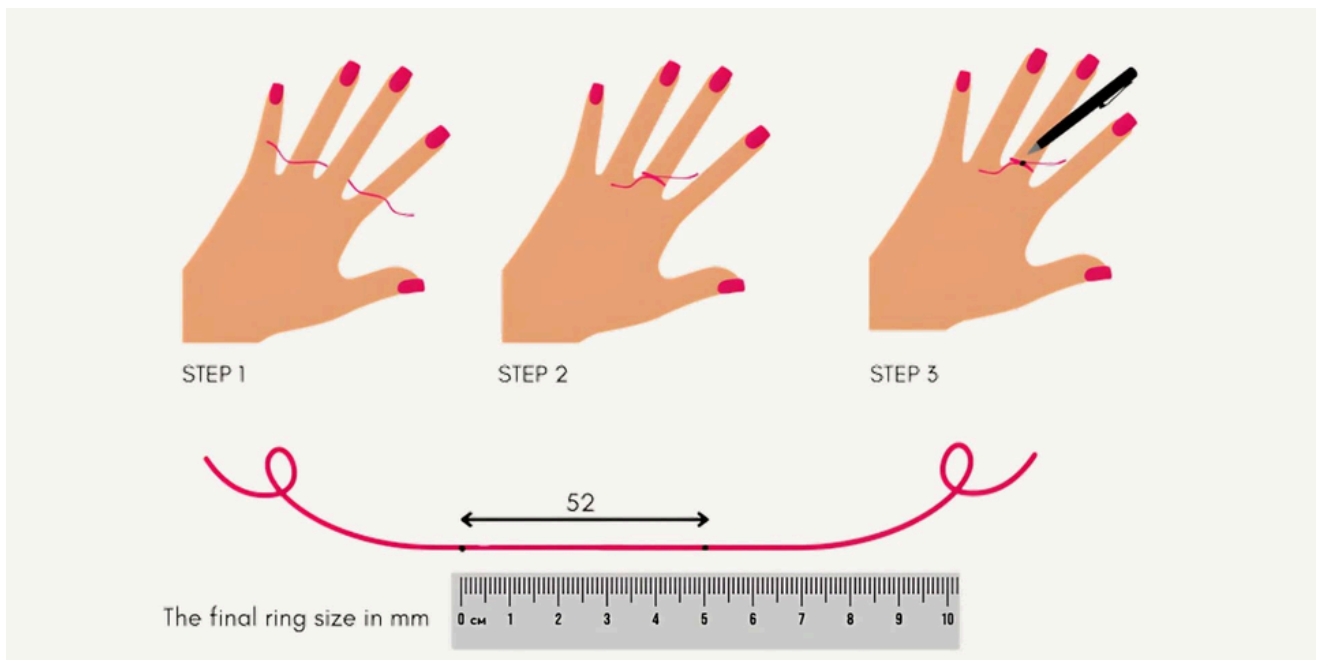 STEP 1
STEP 2
STEP 3
52
The final ring size in mm
0 см 1 2 3 4 5 6 7 8 9 10